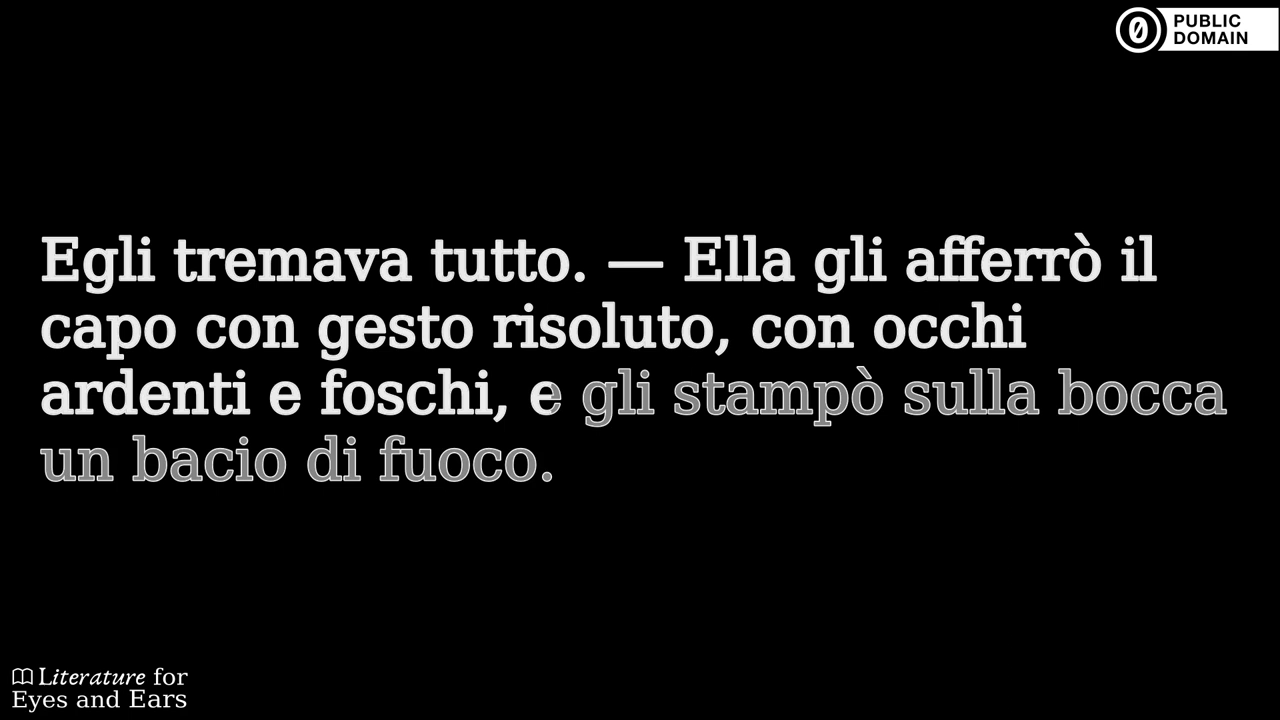 PUBLIC
DOMAIN
Egli tremava tutto. — Ella gli afferrò il
capo con gesto risoluto, con occhi
ardenti e foschi, e gli stampò sulla bocca
un bacio di fuoco.
Literature for
Eyes and Ears